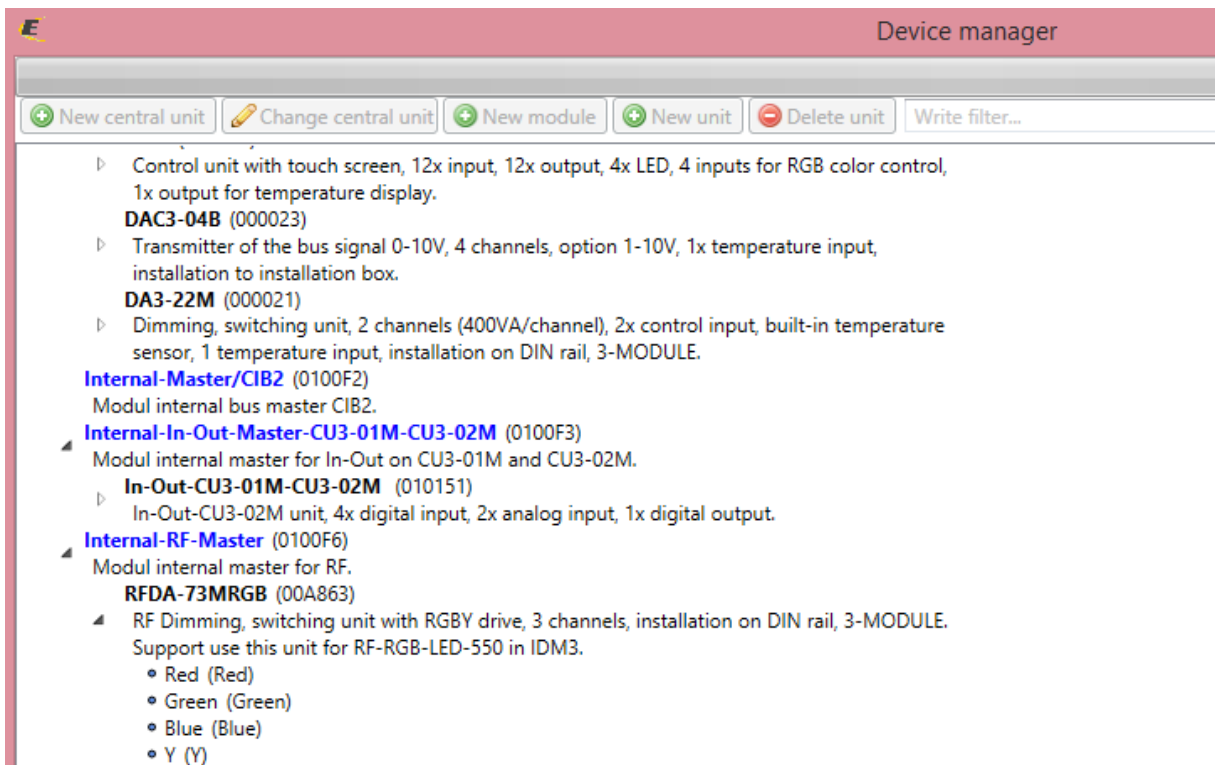 E
Device manager
New central unit Change central unit New module New unit Delete unit Write filter...
Control unit with touch screen, 12x input, 12x output, 4x LED, 4 inputs for RGB color control,
1x output for temperature display.
DAC3-04B (000023)
Transmitter of the bus signal 0-10V, 4 channels, option 1-10V, 1x temperature input,
installation to installation box.
DA3-22M (000021)
Dimming, switching unit, 2 channels (400VA/channel), 2x control input, built-in temperature
sensor, 1 temperature input, installation on DIN rail, 3-MODULE.
Internal-Master/CIB2 (0100F2)
Modul internal bus master CIB2.
Internal-In-Out-Master-CU3-01M-CU3-02M (0100F3)
Modul internal master for In-Out on CU3-01M and CU3-02M.
In-Out-CU3-01M-CU3-02M (010151)
In-Out-CU3-02M unit, 4x digital input, 2x analog input, 1x digital output.
Internal-RF-Master (0100F6)
Modul internal master for RF.
RFDA-73MRGB (00A863)
RF Dimming, switching unit with RGBY drive, 3 channels, installation on DIN rail, 3-MODULE.
Support use this unit for RF-RGB-LED-550 in IDM3.
Red (Red)
Green (Green)
Blue (Blue)
Y (Y)